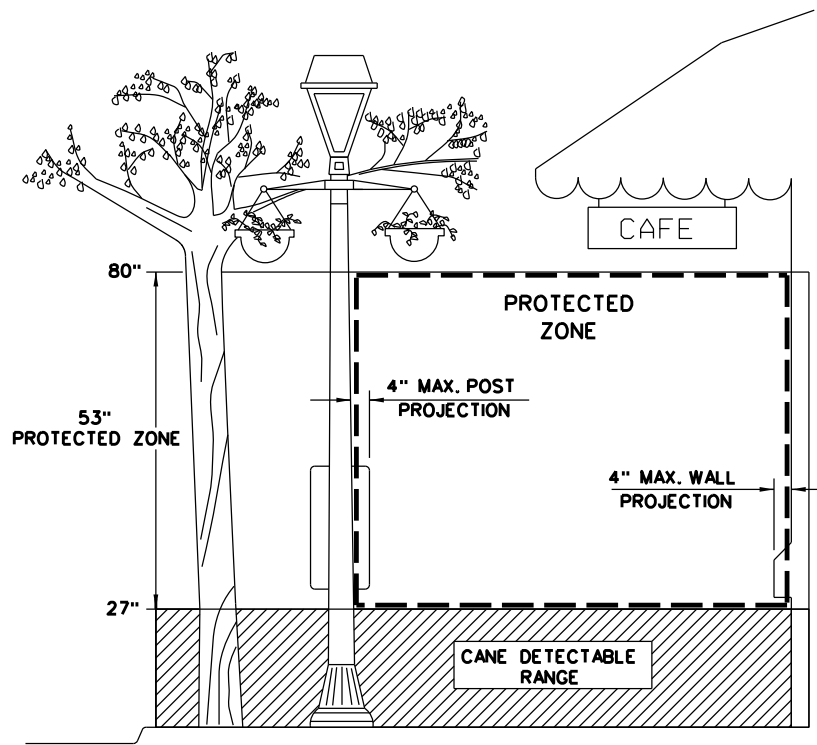 CAFE
80"
PROTECTED
ZONE
4" MAX. POST
PROJECTION
53"
PROTECTED ZONE
4" MAX. WALL
PROJECTION
27"
CANE DETECTABLE
RANGE